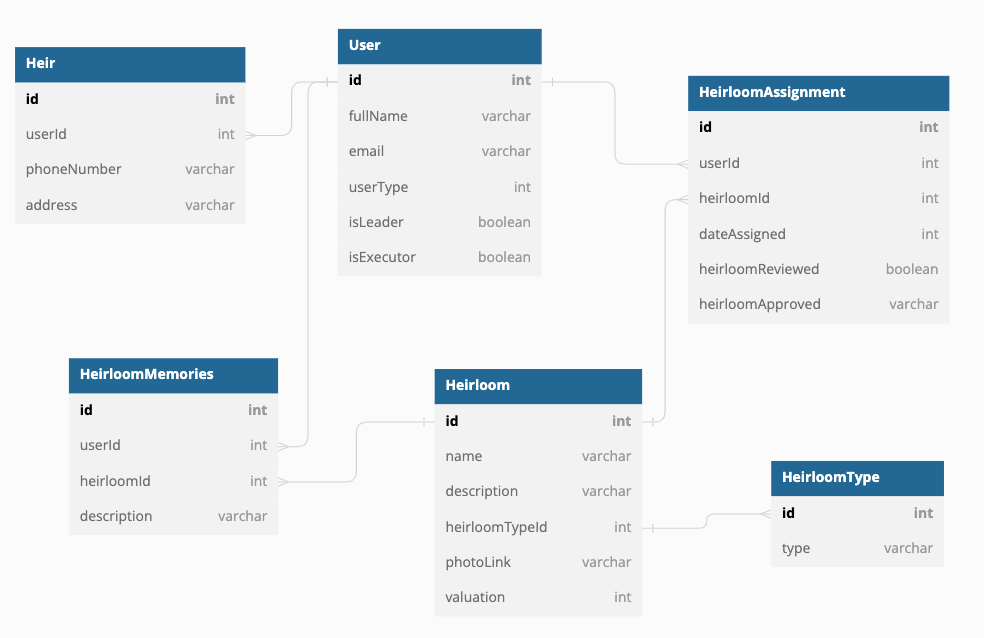 Heir
id int
userId int
phoneNumber varchar
address varchar
User
id int
fullName varchar
email varchar
userType int
isLeader boolean
isExecutor boolean
HeirloomAssignment
id int
userId int
heirloomId int
dateAssigned int
heirloomReviewed boolean
heirloomApproved varchar
HeirloomMemories
id int
userId int
heirloomId int
description varchar
Heirloom
id int
name varchar
description varchar
heirloomTypeId int
photoLink varchar
valuation int
HeirloomType
id int
type varchar